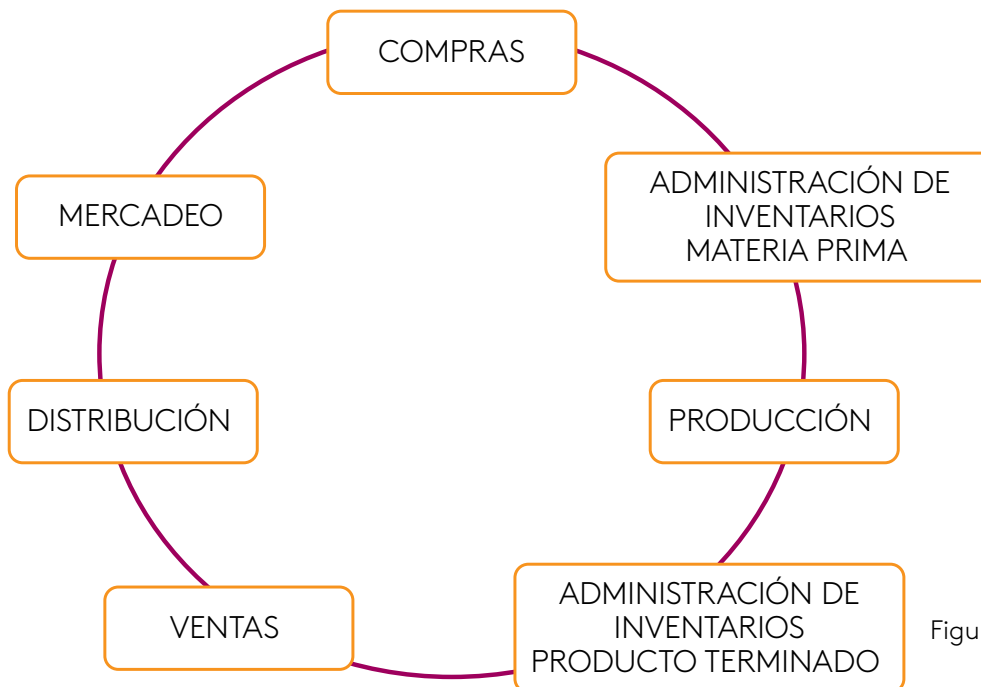 COMPRAS
ADMINISTRACIÓN DE
INVENTARIOS
MATERIA PRIMA
PRODUCCIÓN
ADMINISTRACIÓN DE
INVENTARIOS
PRODUCTO TERMINADO
VENTAS
DISTRIBUCIÓN
MERCADEO
Figu